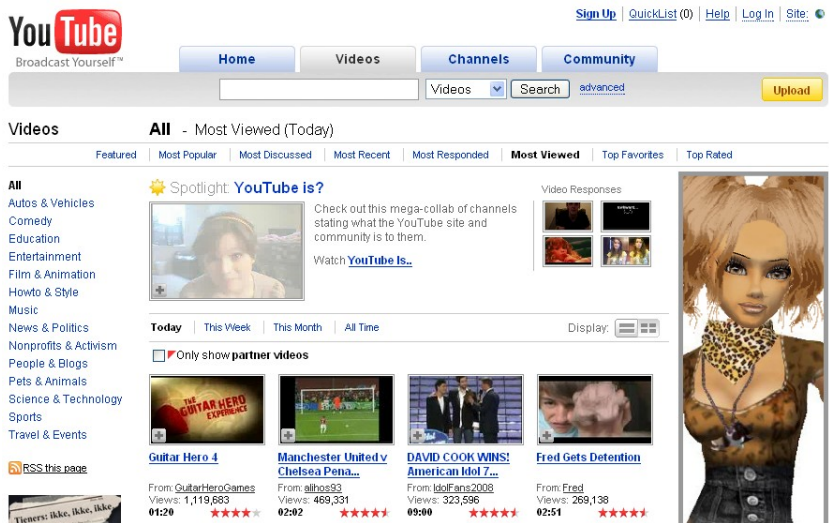 Sign Up QuickList (0) Help Log In Site:
You Tube
Broadcast Yourself™
Home Videos Channels Community
Videos Search advanced Upload
Videos
All - Most Viewed (Today)
Featured Most Popular Most Discussed Most Recent Most Responded Most Viewed Top Favorites Top Rated
All
Autos & Vehicles
Comedy
Education
Entertainment
Film & Animation
Howto & Style
Music
News & Politics
Nonprofits & Activism
People & Blogs
Pets & Animals
Science & Technology
Sports
Travel & Events
RSS this page
Tieners: ikke, ikke, ikke
Spotlight: YouTube is?
Check out this mega-collab of channels
stating what the YouTube site and
community is to them.
Watch YouTube Is..
Video Responses
Today This Week This Month All Time
Display:
Only show partner videos
THE GUITAR HERO EXPERIENCE
Guitar Hero 4
From: GuitarHeroGames
Views: 1,119,683
01:20
Manchester United v
Chelsea Pena...
From: alihos93
Views: 469,331
02:02
DAVID COOK WINS!
American Idol 7...
From: IdolFans2008
Views: 323,596
09:00
Fred Gets Detention
From: Fred
Views: 269,138
02:51